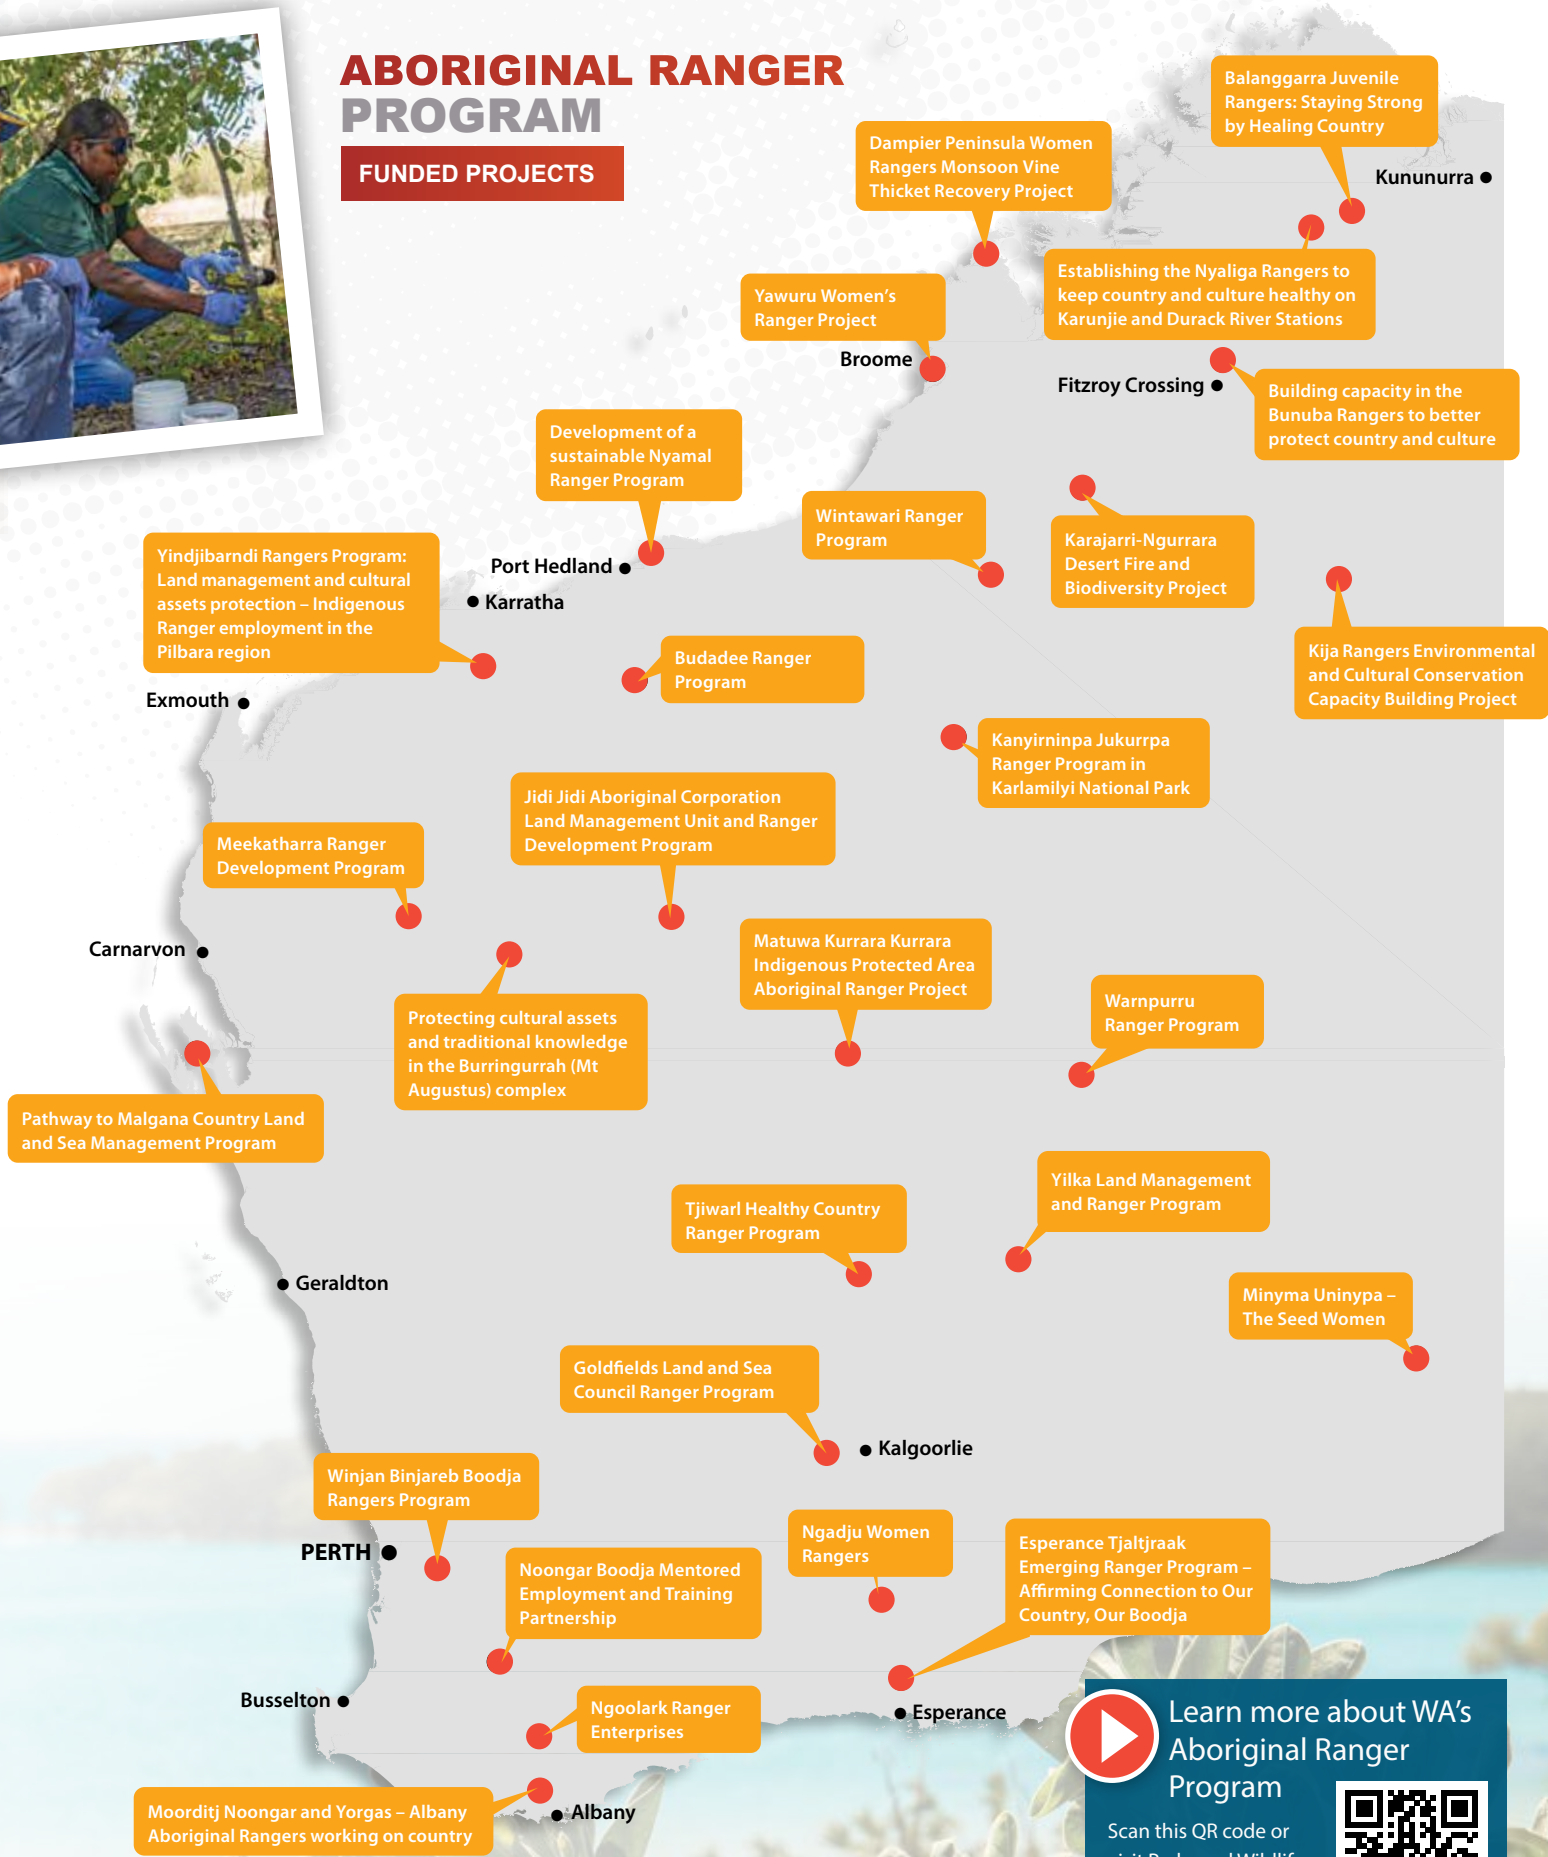 ABORIGINAL RANGER
PROGRAM
FUNDED PROJECTS
Balanggarra Juvenile
Rangers: Staying Strong
by Healing Country
Dampier Peninsula Women
Rangers Monsoon Vine
Thicket Recovery Project
Kununurra
Establishing the Nyaliga Rangers to
keep country and culture healthy on
Karunjie and Durack River Stations
Yawuru Women's
Ranger Project
Broome
Fitzroy Crossing
Building capacity in the
Bunuba Rangers to better
protect country and culture
Development of a
sustainable Nyamal
Ranger Program
Wintawari Ranger
Program
Karajarri-Ngurrara
Desert Fire and
Biodiversity Project
Yindjibarndi Rangers Program:
Land management and cultural
assets protection – Indigenous
Ranger employment in the
Pilbara region
Port Hedland
Karratha
Budadee Ranger
Program
Kija Rangers Environmental
and Cultural Conservation
Capacity Building Project
Exmouth
Kanyirninpa Jukurrpa
Ranger Program in
Karlamilyi National Park
Jidi Jidi Aboriginal Corporation
Land Management Unit and Ranger
Development Program
Meekatharra Ranger
Development Program
Carnarvon
Matuwa Kurrara Kurrara
Indigenous Protected Area
Aboriginal Ranger Project
Protecting cultural assets
and traditional knowledge
in the Burringurrah (Mt
Augustus) complex
Warnpurru
Ranger Program
Pathway to Malgana Country Land
and Sea Management Program
Yilka Land Management
and Ranger Program
Tjiwarl Healthy Country
Ranger Program
Geraldton
Minyma Uninypa –
The Seed Women
Goldfields Land and Sea
Council Ranger Program
Kalgoorlie
Winjan Binjareb Boodja
Rangers Program
PERTH
Noongar Boodja Mentored
Employment and Training
Partnership
Ngadju Women
Rangers
Esperance Tjaltjraak
Emerging Ranger Program –
Affirming Connection to Our
Country, Our Boodja
Busselton
Ngoolark Ranger
Enterprises
Esperance
Moorditj Noongar and Yorgas – Albany
Aboriginal Rangers working on country
Albany
Learn more about WA's
Aboriginal Ranger
Program
Scan this QR code or